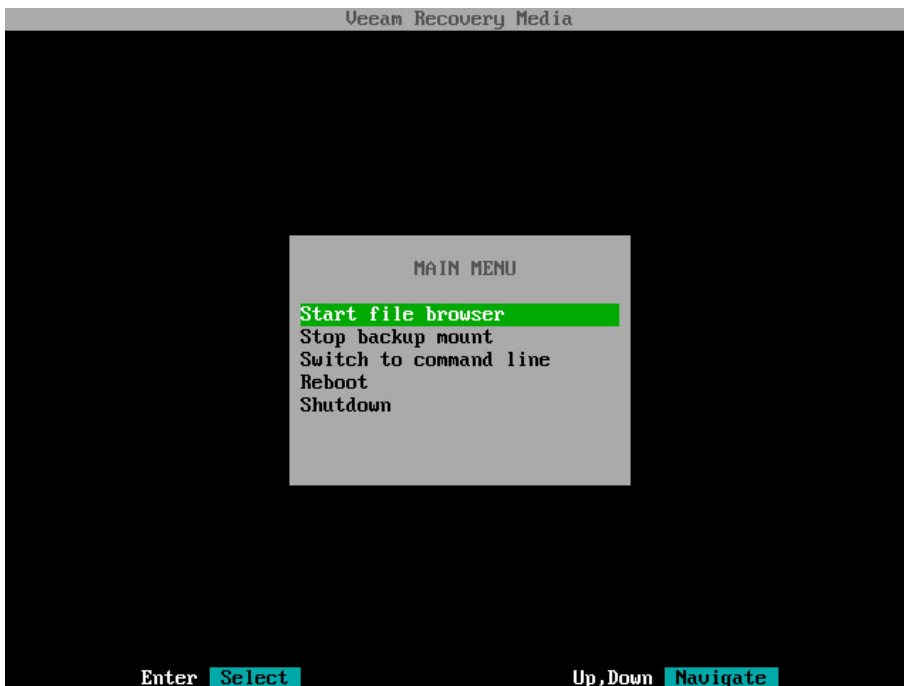 Veeam Recovery Media
MAIN MENU
Start file browser
Stop backup mount
Switch to command line
Reboot
Shutdown
Enter Select Up,Down Navigate